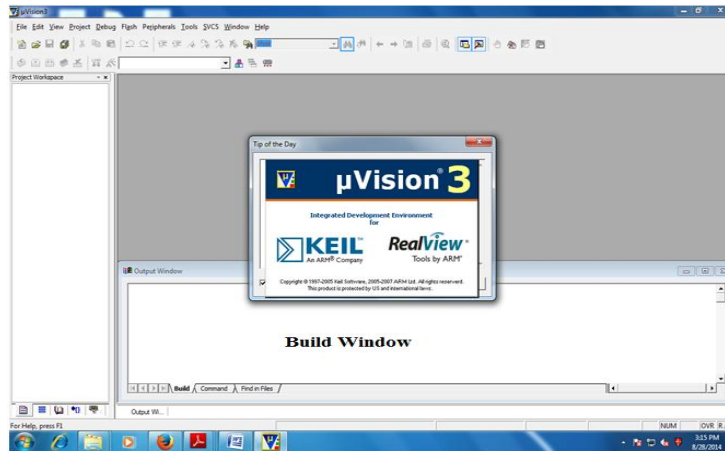 µVision3
File Edit View Project Debug Flash Peripherals Tools SVCS Window Help
Project Workspace
Tip of the Day
µVision® 3
Integrated Development Environment
for
KEIL™
An ARM® Company
RealView®
Tools by ARM®
Copyright © 1997-2005 Keil Software, 2005-2007 ARM Ltd. All rights reserved.
This product is protected by US and international laws.
Output Window
Build Window
Build Command Find in Files
Output Wi...
For Help, press F1
NUM OVR R
3:15 PM
8/28/2014